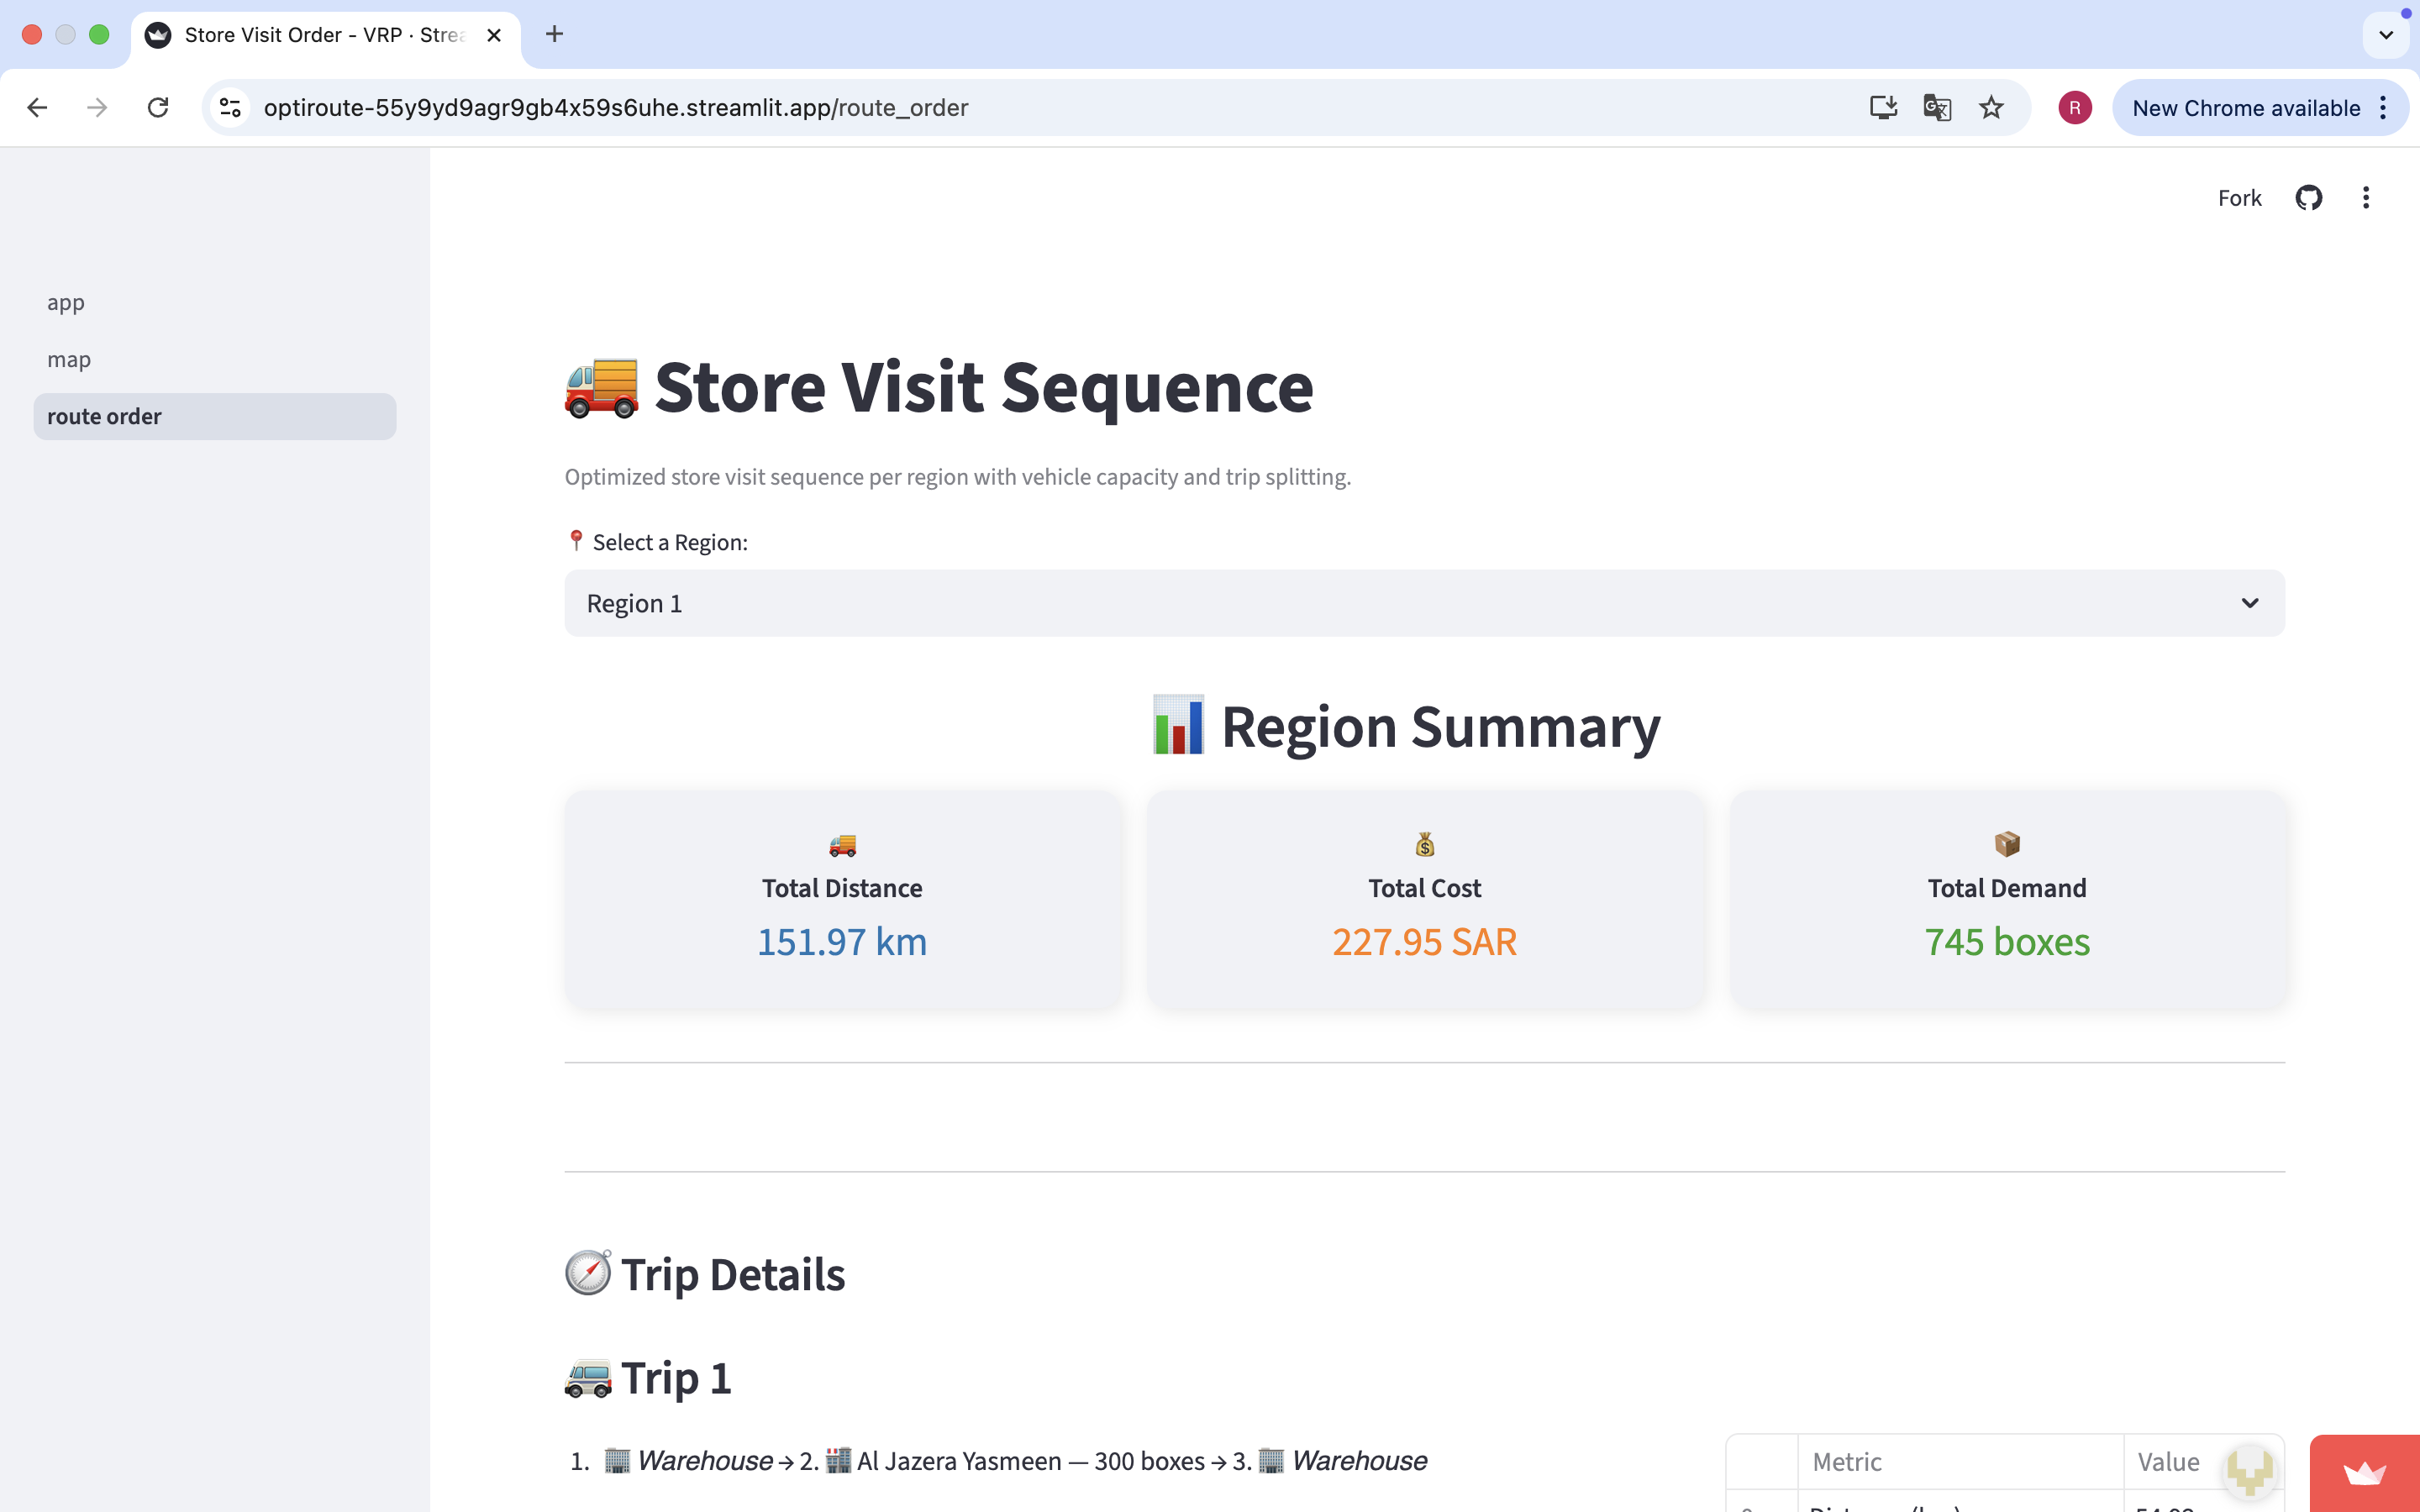 Store Visit Order - VRP · Strea
optiroute-55y9yd9agr9gb4x59s6uhe.streamlit.app/route_order
R
New Chrome available
Fork
app
map
route order
Store Visit Sequence
Optimized store visit sequence per region with vehicle capacity and trip splitting.
Select a Region:
Region 1
Region Summary
Total Distance
151.97 km
Total Cost
227.95 SAR
Total Demand
745 boxes
Trip Details
Trip 1
1. Warehouse → 2. Al Jazera Yasmeen — 300 boxes → 3. Warehouse
Metric Value